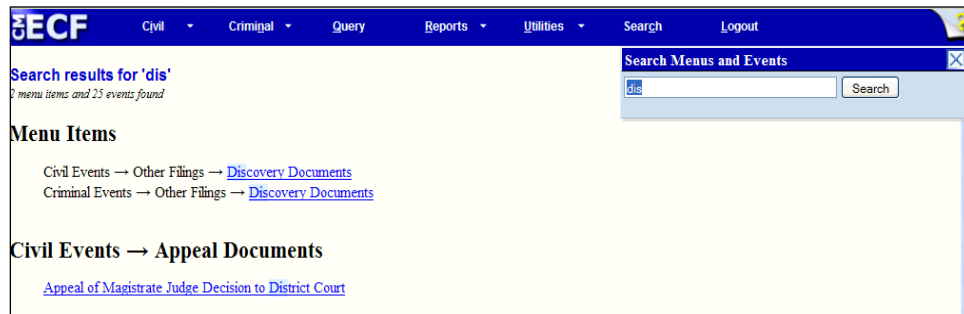 CM ECF Civil Criminal Query Reports Utilities Search Logout ?
Search Menus and Events
Search results for 'dis'
dis Search
2 menu items and 25 events found
Menu Items
Civil Events → Other Filings → Discovery Documents
Criminal Events → Other Filings → Discovery Documents
Civil Events → Appeal Documents
Appeal of Magistrate Judge Decision to District Court